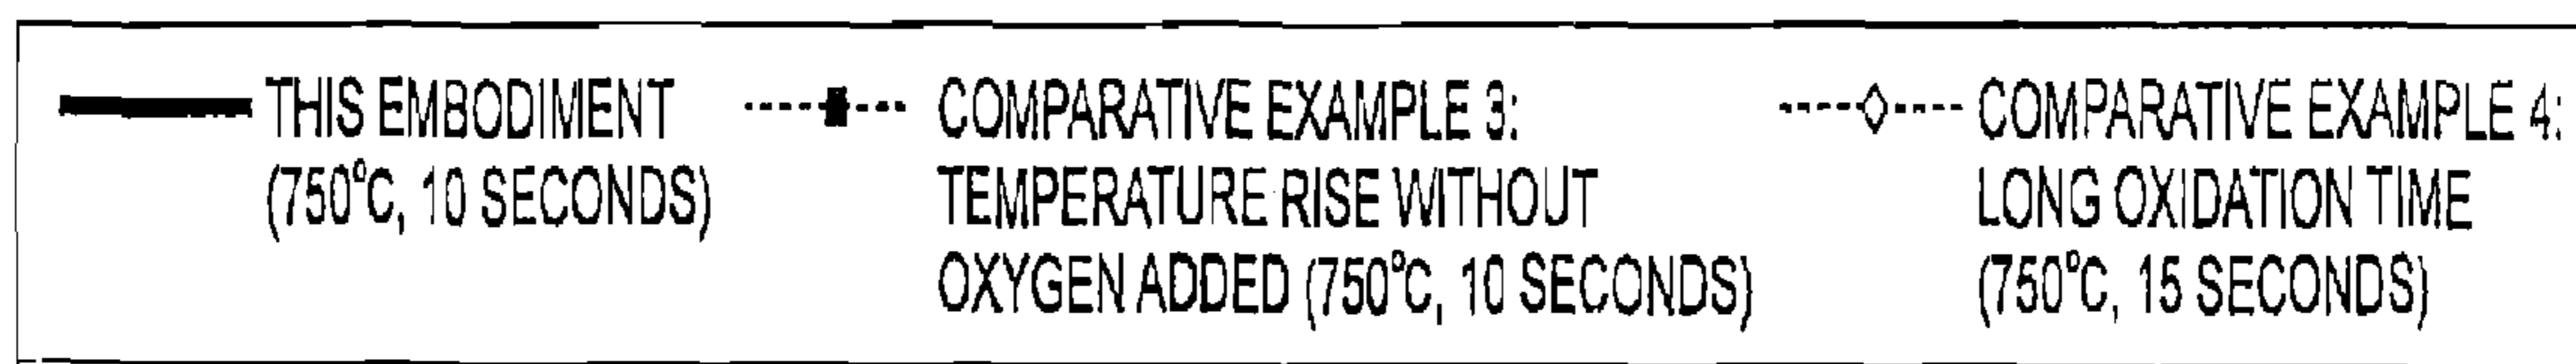 THIS EMBODIMENT
(750°C, 10 SECONDS)
COMPARATIVE EXAMPLE 3:
TEMPERATURE RISE WITHOUT
OXYGEN ADDED (750°C, 10 SECONDS)
COMPARATIVE EXAMPLE 4:
LONG OXIDATION TIME
(750°C, 15 SECONDS)